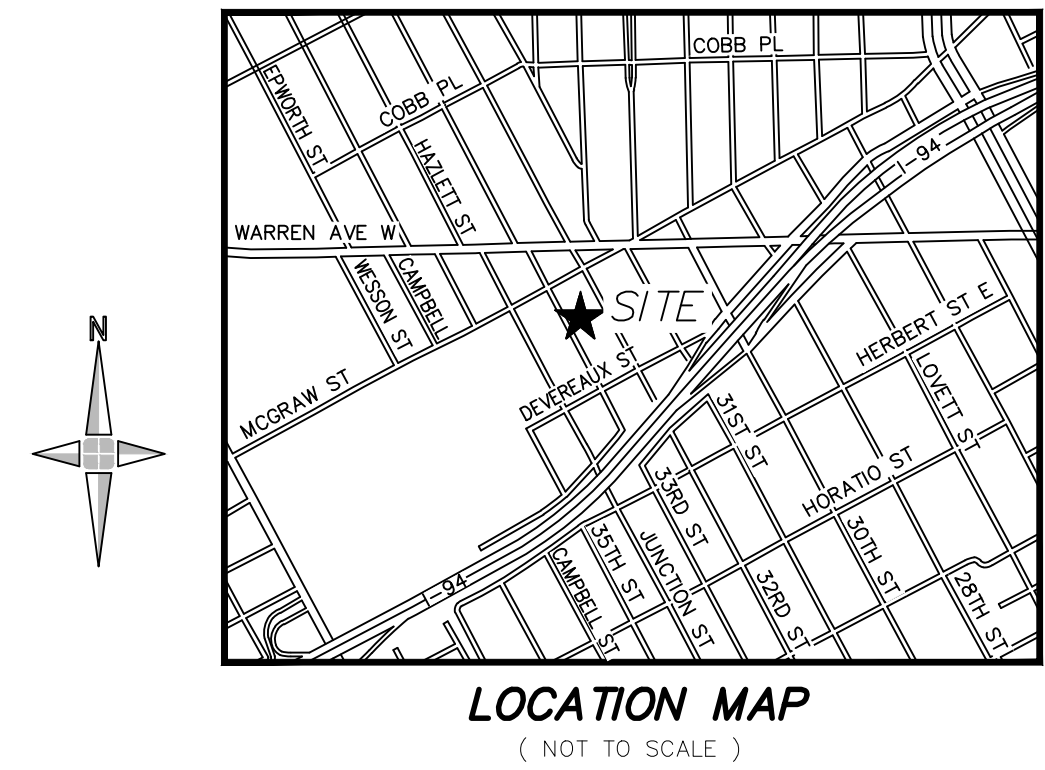 COBB PL
EPWORTH ST
COBB PL
HAZLETT ST
I-94
WARREN AVE W
WESSON ST
CAMPBELL
SITE
HERBERT ST E
N
MCGRAW ST
DEVEREAUX ST
LOVETT ST
31ST ST
HORATIO ST
33RD ST
30TH ST
35TH ST
JUNCTION ST
CAMPBELL ST
32RD ST
28TH ST
I-94
LOCATION MAP
( NOT TO SCALE )